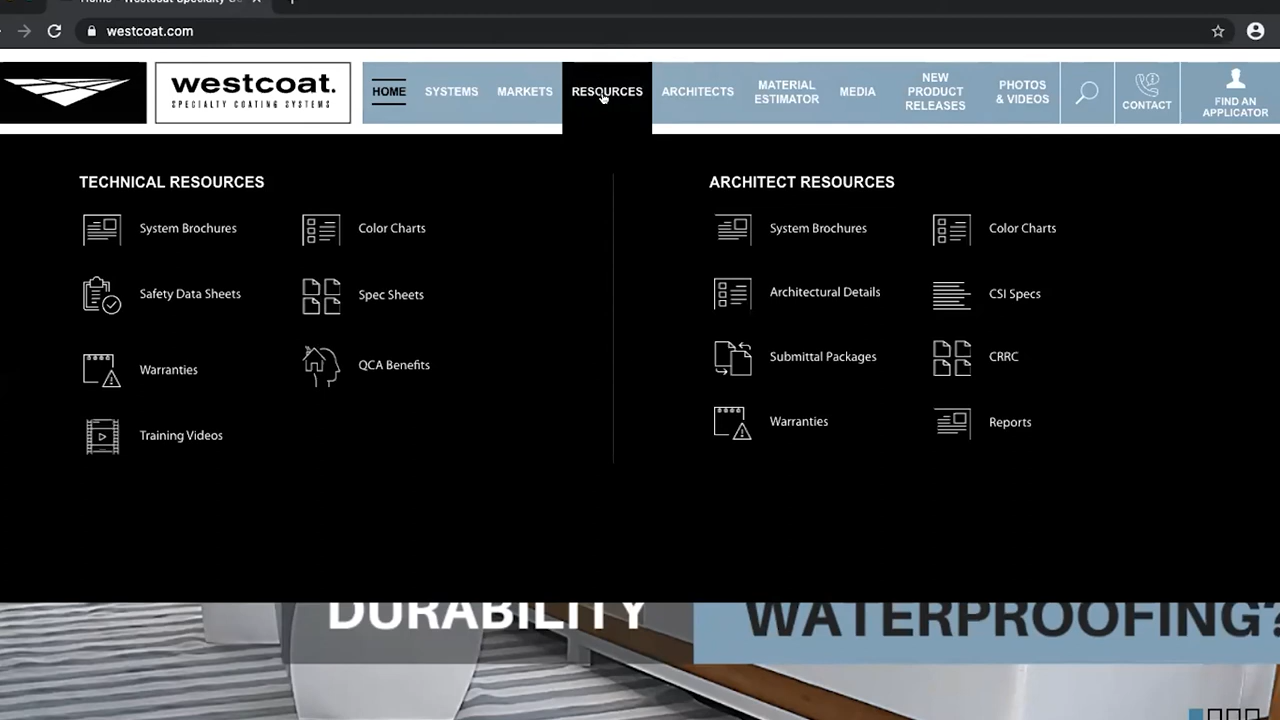 westcoat.com
westcoat.
SPECIALTY COATING SYSTEMS
HOME
SYSTEMS
MARKETS
RESOURCES
ARCHITECTS
MATERIAL
ESTIMATOR
MEDIA
NEW
PRODUCT
RELEASES
PHOTOS
& VIDEOS
CONTACT
FIND AN
APPLICATOR
TECHNICAL RESOURCES
System Brochures
Color Charts
Safety Data Sheets
Spec Sheets
Warranties
QCA Benefits
Training Videos
ARCHITECT RESOURCES
System Brochures
Color Charts
Architectural Details
CSI Specs
Submittal Packages
CRRC
Warranties
Reports
DURABILITY
WATERPROOFING?